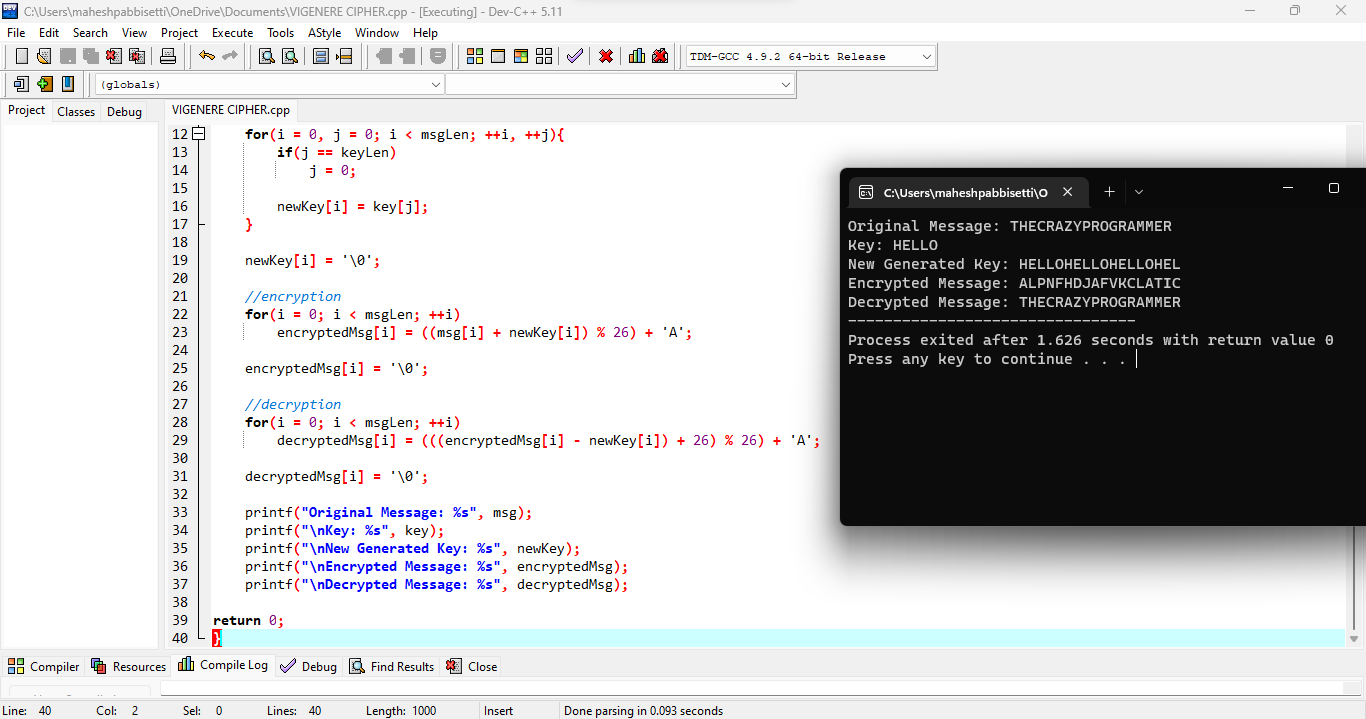 C:\Users\maheshpabbisetti\OneDrive\Documents\VIGENERE CIPHER.cpp - [Executing] - Dev-C++ 5.11
File Edit Search View Project Execute Tools AStyle Window Help
TDM-GCC 4.9.2 64-bit Release
(globals)
Project Classes Debug
VIGENERE CIPHER.cpp
12 for(i = 0, j = 0; i < msgLen; ++i, ++j){
13 if(j == keyLen)
14 j = 0;
15
16 newKey[i] = key[j];
17 }
18
19 newKey[i] = '\0';
20
21 //encryption
22 for(i = 0; i < msgLen; ++i)
23 encryptedMsg[i] = ((msg[i] + newKey[i]) % 26) + 'A';
24
25 encryptedMsg[i] = '\0';
26
27 //decryption
28 for(i = 0; i < msgLen; ++i)
29 decryptedMsg[i] = (((encryptedMsg[i] - newKey[i]) + 26) % 26) + 'A';
30
31 decryptedMsg[i] = '\0';
32
33 printf("Original Message: %s", msg);
34 printf("\nKey: %s", key);
35 printf("\nNew Generated Key: %s", newKey);
36 printf("\nEncrypted Message: %s", encryptedMsg);
37 printf("\nDecrypted Message: %s", decryptedMsg);
38
39 return 0;
40 }
C:\Users\maheshpabbisetti\O
Original Message: THECRAZYPROGRAMMER
Key: HELLO
New Generated Key: HELLOHELLOHELLOHEL
Encrypted Message: ALPNFHDJAFVKCLATIC
Decrypted Message: THECRAZYPROGRAMMER
--------------------------------
Process exited after 1.626 seconds with return value 0
Press any key to continue . . .
Compiler Resources Compile Log Debug Find Results Close
Line: 40 Col: 2 Sel: 0 Lines: 40 Length: 1000 Insert Done parsing in 0.093 seconds